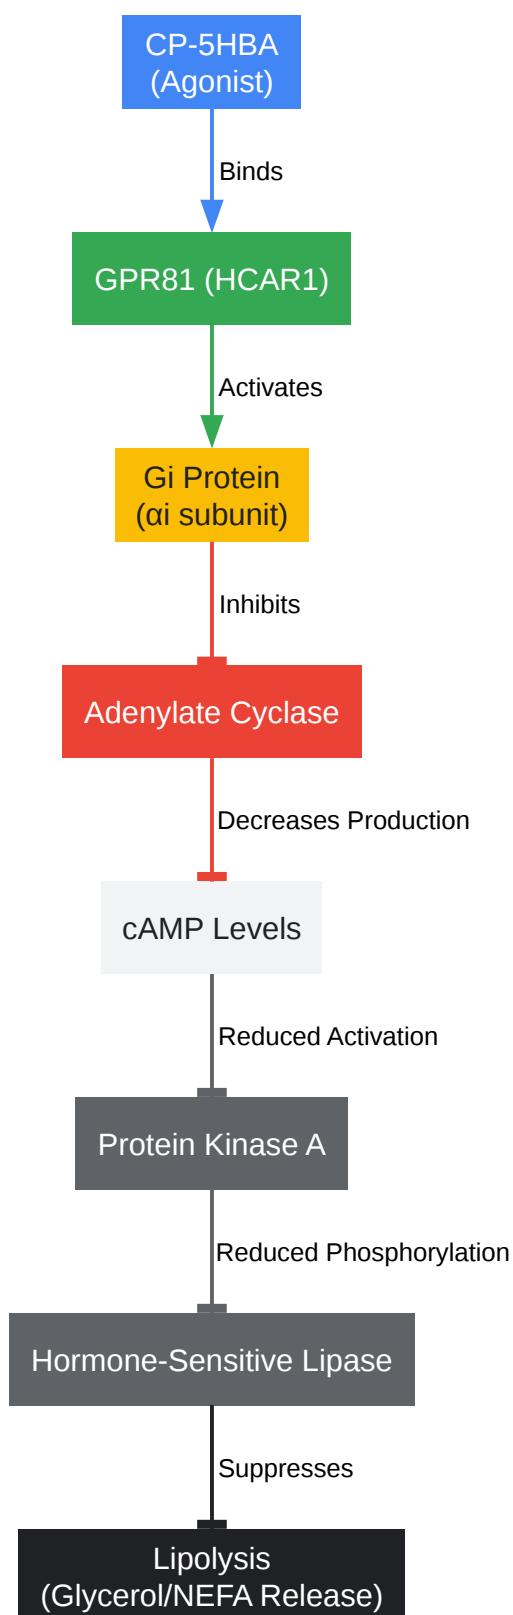 CP-5HBA
(Agonist)
Binds
GPR81 (HCAR1)
Activates
Gi Protein
(αi subunit)
Inhibits
Adenylate Cyclase
Decreases Production
cAMP Levels
Reduced Activation
Protein Kinase A
Reduced Phosphorylation
Hormone-Sensitive Lipase
Suppresses
Lipolysis
(Glycerol/NEFA Release)